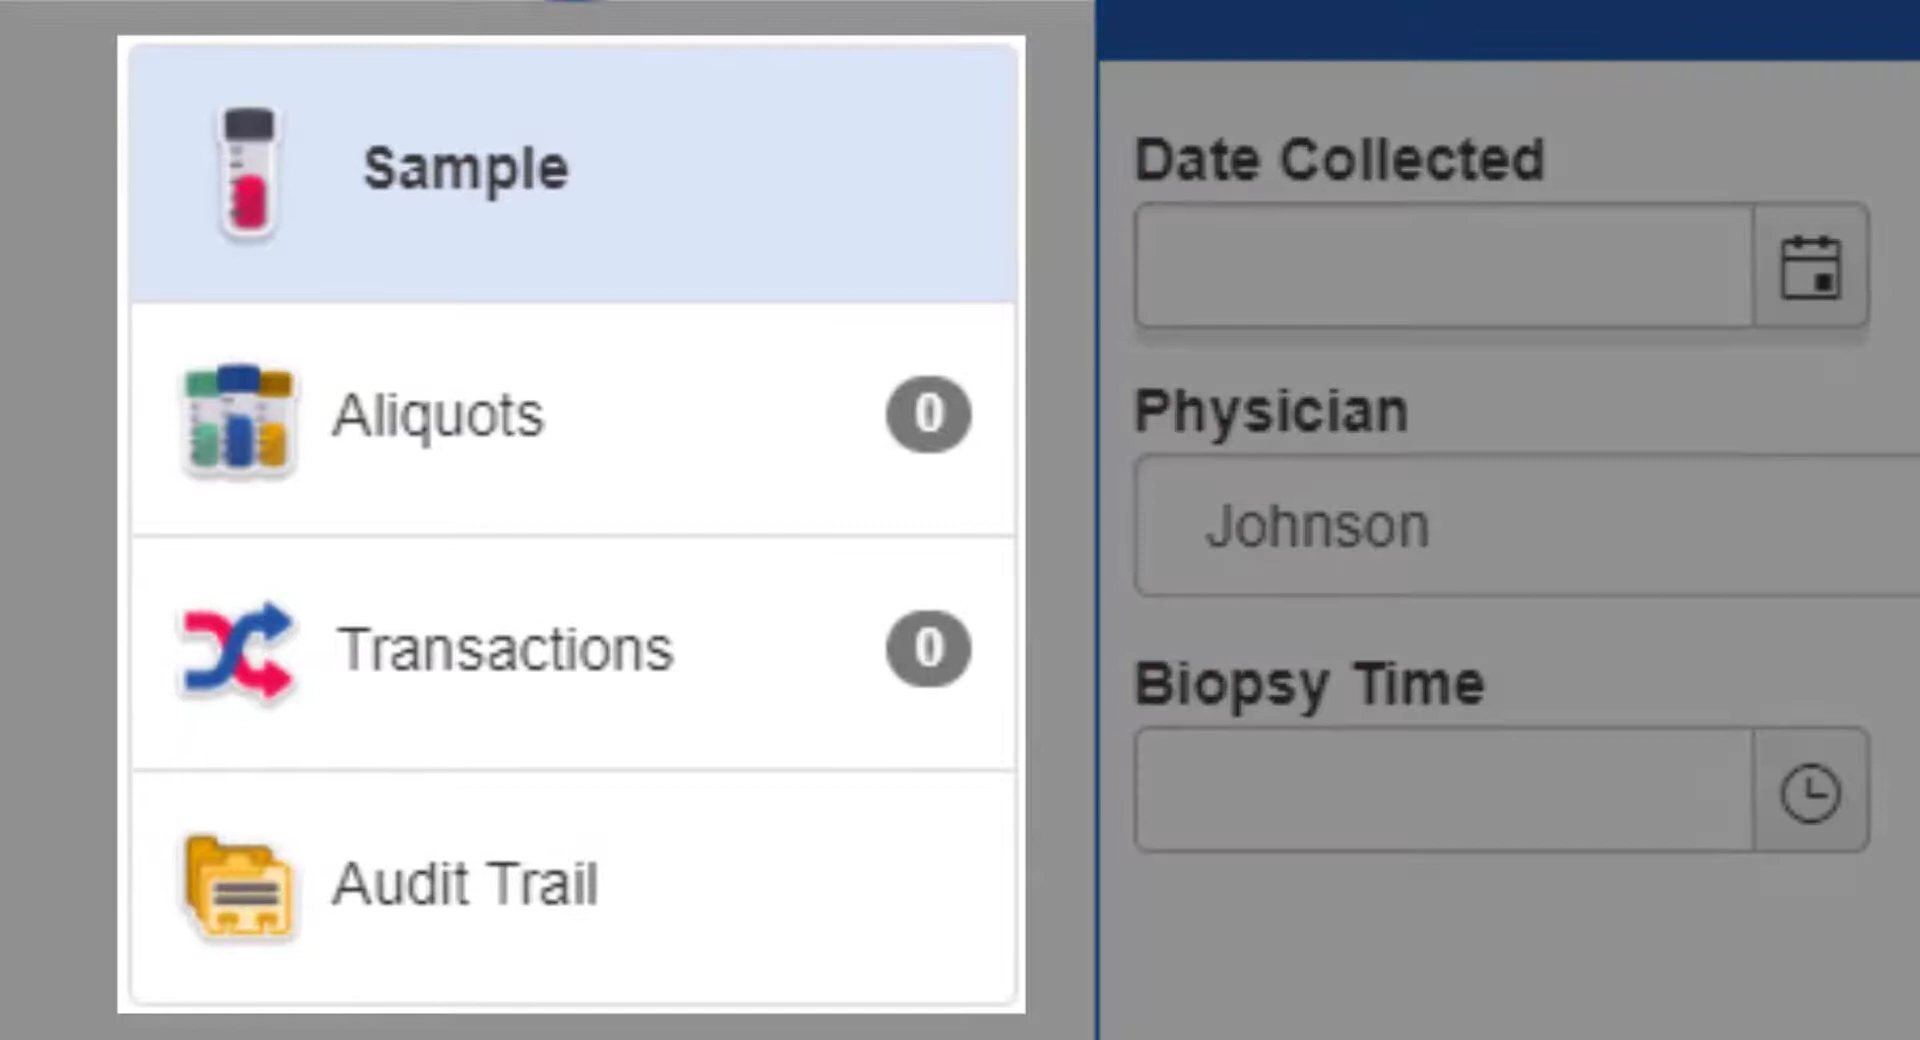 Sample
Aliquots 0
Transactions 0
Audit Trail
Date Collected
Physician
Johnson
Biopsy Time